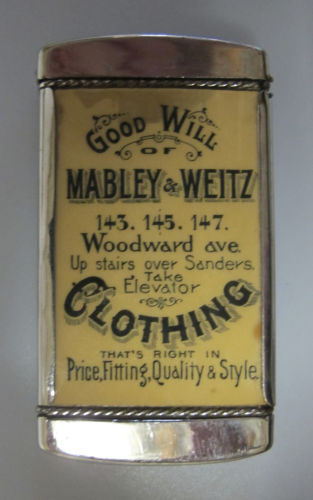 GOOD WILL
OF
MABLEY & WEITZ
143. 145. 147.
Woodward ave.
Up stairs over Sanders.
Take
Elevator
CLOTHING
THAT'S RIGHT IN
Price, Fitting, Quality & Style.